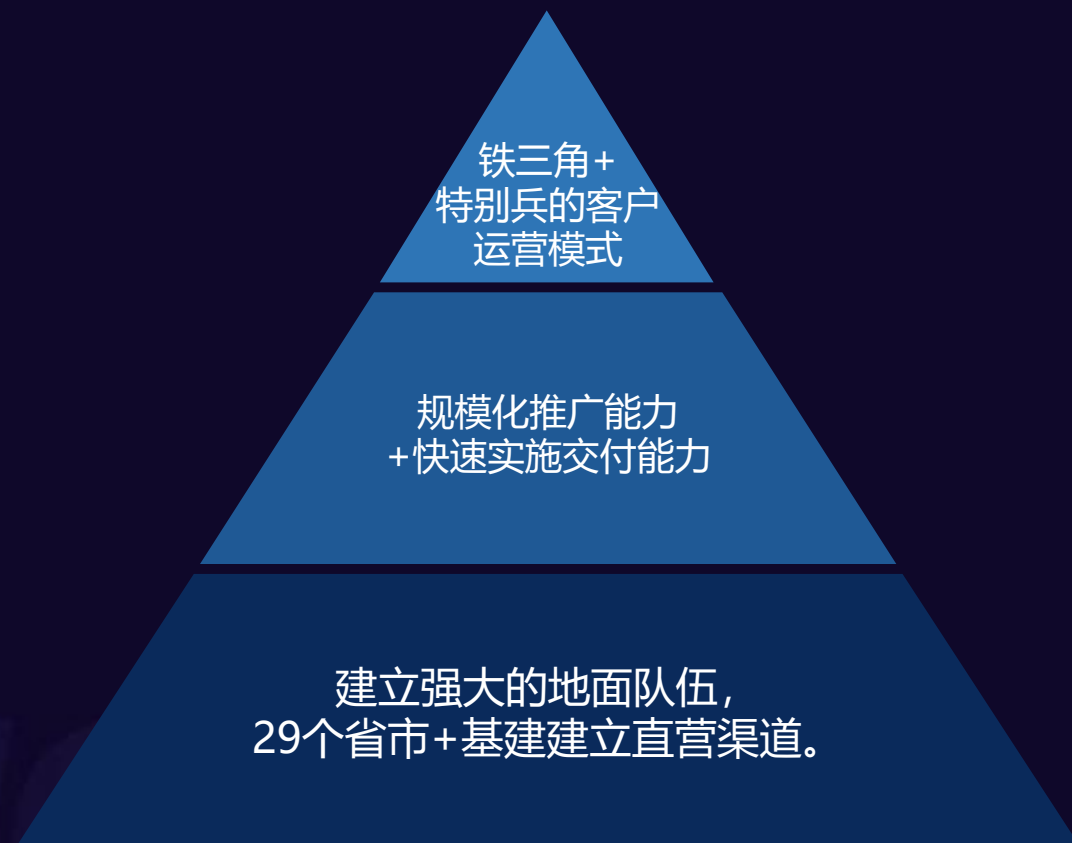 铁三角+
特别兵的客户
运营模式
规模化推广能力
+快速实施交付能力
建立强大的地面队伍，
29个省市+基建建立直营渠道。